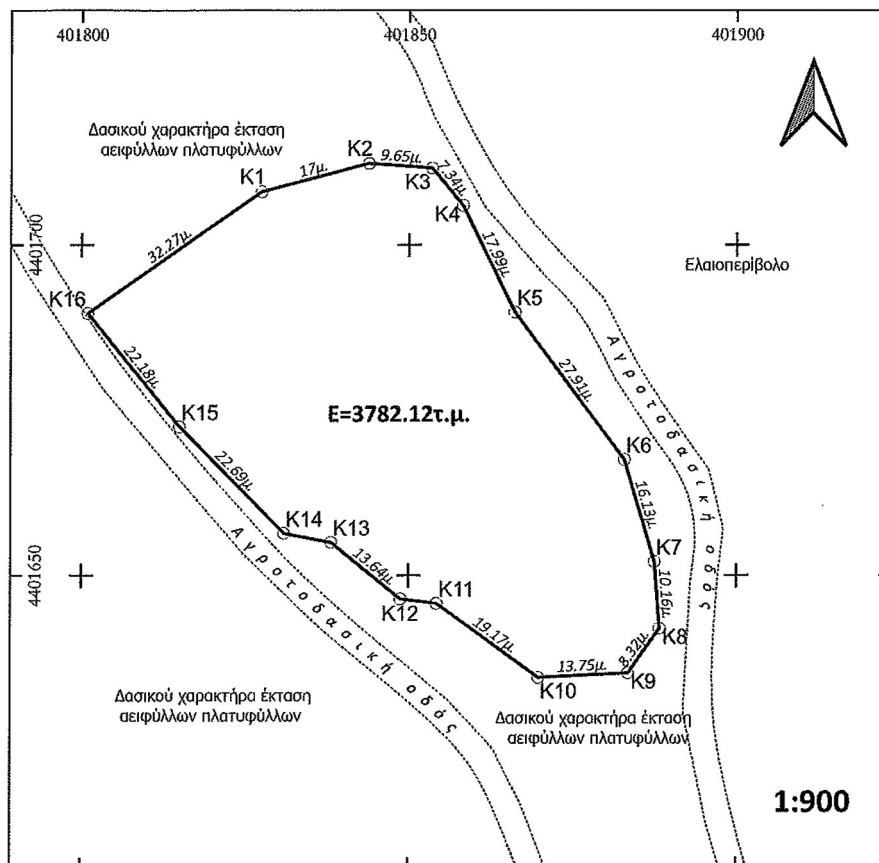 401800
401850
401900
Δασικού χαρακτήρα έκταση
αειφύλλων πλατυφύλλων
K1
17μ.
K2
9.65μ.
K3
7.34μ.
K4
4401700
32.27μ.
17.99μ.
Ελαιοπερίβολο
K16
K5
22.18μ.
27.91μ.
Αγροτοδασική οδός
K15
E=3782.12τ.μ.
K6
22.69μ.
16.13μ.
K14
K13
K7
4401650
13.64μ.
10.16μ.
K12
K11
K8
Αγροτοδασική οδός
19.17μ.
8.32μ.
13.75μ.
K10
K9
Δασικού χαρακτήρα έκταση
αειφύλλων πλατυφύλλων
Δασικού χαρακτήρα έκταση
αειφύλλων πλατυφύλλων
1:900